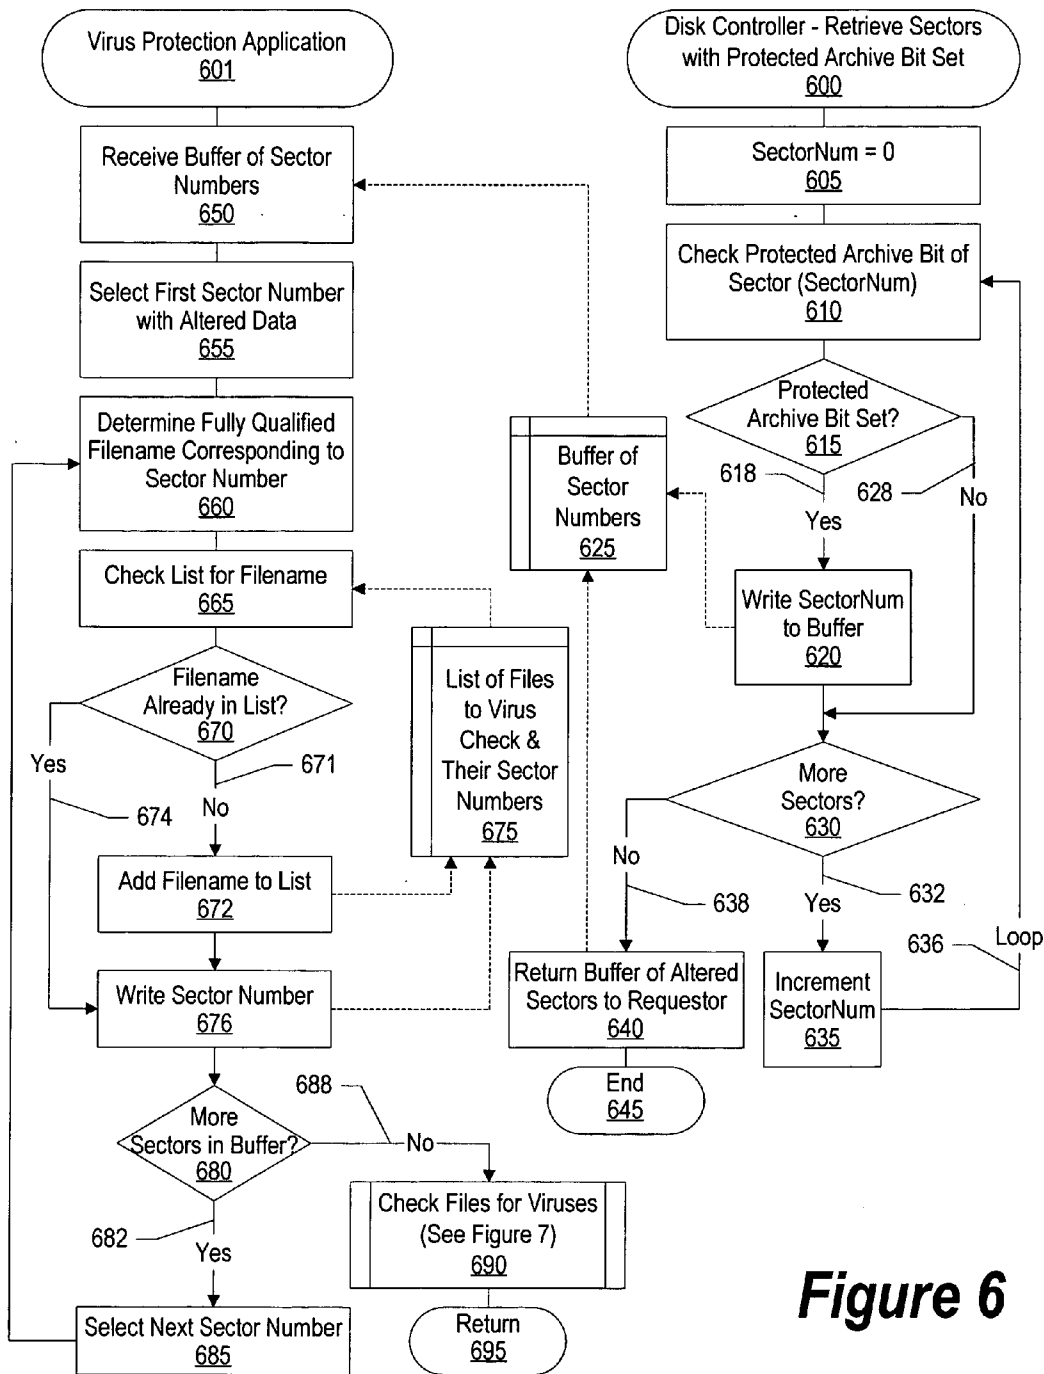 Virus Protection Application
601
Receive Buffer of Sector
Numbers
650
Select First Sector Number
with Altered Data
655
Determine Fully Qualified
Filename Corresponding to
Sector Number
660
Check List for Filename
665
Filename
Already in List?
670
Yes
674
671
No
Add Filename to List
672
Write Sector Number
676
More
Sectors in Buffer?
680
688
No
682
Yes
Select Next Sector Number
685
Check Files for Viruses
(See Figure 7)
690
Return
695
List of Files
to Virus
Check &
Their Sector
Numbers
675
Buffer of
Sector
Numbers
625
Disk Controller - Retrieve Sectors
with Protected Archive Bit Set
600
SectorNum = 0
605
Check Protected Archive Bit of
Sector (SectorNum)
610
Protected
Archive Bit Set?
615
618
Yes
628
No
Write SectorNum
to Buffer
620
More
Sectors?
630
No
638
632
Yes
636
Loop
Increment
SectorNum
635
Return Buffer of Altered
Sectors to Requestor
640
End
645
Figure 6